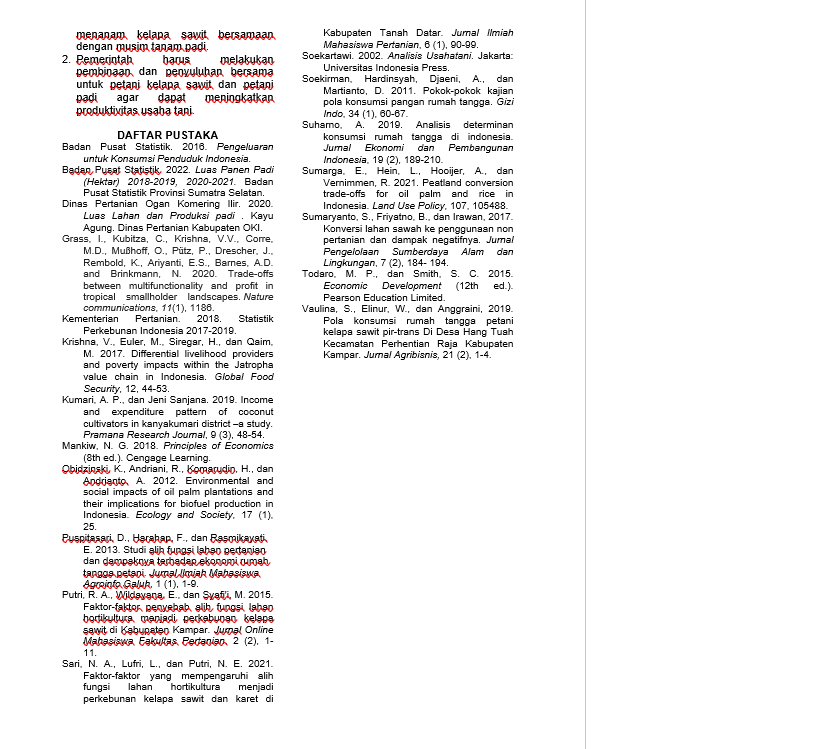 menanam kelapa sawit bersamaan
dengan musim tanam padi.
2. Pemerintah harus melakukan
pembinaan dan penyuluhan bersama
untuk petani kelapa sawit dan petani
padi agar dapat meningkatkan
produktivitas usaha tani.
DAFTAR PUSTAKA
Badan Pusat Statistik. 2016. Pengeluaran
untuk Konsumsi Penduduk Indonesia.
Badan Pusat Statistik. 2022. Luas Panen Padi
(Hektar) 2018-2019, 2020-2021. Badan
Pusat Statistik Provinsi Sumatra Selatan.
Dinas Pertanian Ogan Komering Ilir. 2020.
Luas Lahan dan Produksi padi . Kayu
Agung. Dinas Pertanian Kabupaten OKI.
Grass, I., Kubitza, C., Krishna, V.V., Corre,
M.D., Mußhoff, O., Pütz, P., Drescher, J.,
Rembold, K., Ariyanti, E.S., Barnes, A.D.
and Brinkmann, N. 2020. Trade-offs
between multifunctionality and profit in
tropical smallholder landscapes. Nature
communications, 11(1), 1186.
Kementerian Pertanian. 2018. Statistik
Perkebunan Indonesia 2017-2019.
Krishna, V., Euler, M., Siregar, H., dan Qaim,
M. 2017. Differential livelihood providers
and poverty impacts within the Jatropha
value chain in Indonesia. Global Food
Security, 12, 44-53.
Kumari, A. P., dan Jeni Sanjana. 2019. Income
and expenditure pattern of coconut
cultivators in kanyakumari district –a study.
Pramana Research Journal, 9 (3), 48-54.
Mankiw, N. G. 2018. Principles of Economics
(8th ed.). Cengage Learning.
Obidzinski, K., Andriani, R., Komarudin, H., dan
Andrianto, A. 2012. Environmental and
social impacts of oil palm plantations and
their implications for biofuel production in
Indonesia. Ecology and Society, 17 (1),
25.
Puspitasari, D., Harahap, F., dan Rasmikayati,
E. 2013. Studi alih fungsi lahan pertanian
dan dampaknya terhadap ekonomi rumah
tangga petani. Jurnal Ilmiah Mahasiswa
Agroinfo Galuh, 1 (1), 1-9.
Putri, R. A., Wildayana, E., dan Syafi'i, M. 2015.
Faktor-faktor penyebab alih fungsi lahan
hortikultura menjadi perkebunan kelapa
sawit di Kabupaten Kampar. Jurnal Online
Mahasiswa Fakultas Pertanian, 2 (2), 1-
11.
Sari, N. A., Lufri, L., dan Putri, N. E. 2021.
Faktor-faktor yang mempengaruhi alih
fungsi lahan hortikultura menjadi
perkebunan kelapa sawit dan karet di
Kabupaten Tanah Datar. Jurnal Ilmiah
Mahasiswa Pertanian, 6 (1), 90-99.
Soekartawi. 2002. Analisis Usahatani. Jakarta:
Universitas Indonesia Press.
Soekirman, Hardinsyah, Djaeni, A., dan
Martianto, D. 2011. Pokok-pokok kajian
pola konsumsi pangan rumah tangga. Gizi
Indo, 34 (1), 60-67.
Suharno, A. 2019. Analisis determinan
konsumsi rumah tangga di indonesia.
Jurnal Ekonomi dan Pembangunan
Indonesia, 19 (2), 189-210.
Sumarga, E., Hein, L., Hooijer, A., dan
Vernimmen, R. 2021. Peatland conversion
trade-offs for oil palm and rice in
Indonesia. Land Use Policy, 107, 105488.
Sumaryanto, S., Friyatno, B., dan Irawan, 2017.
Konversi lahan sawah ke penggunaan non
pertanian dan dampak negatifnya. Jurnal
Pengelolaan Sumberdaya Alam dan
Lingkungan, 7 (2), 184- 194.
Todaro, M. P., dan Smith, S. C. 2015.
Economic Development (12th ed.).
Pearson Education Limited.
Vaulina, S., Elinur, W., dan Anggraini, 2019.
Pola konsumsi rumah tangga petani
kelapa sawit pir-trans Di Desa Hang Tuah
Kecamatan Perhentian Raja Kabupaten
Kampar. Jurnal Agribisnis, 21 (2), 1-4.